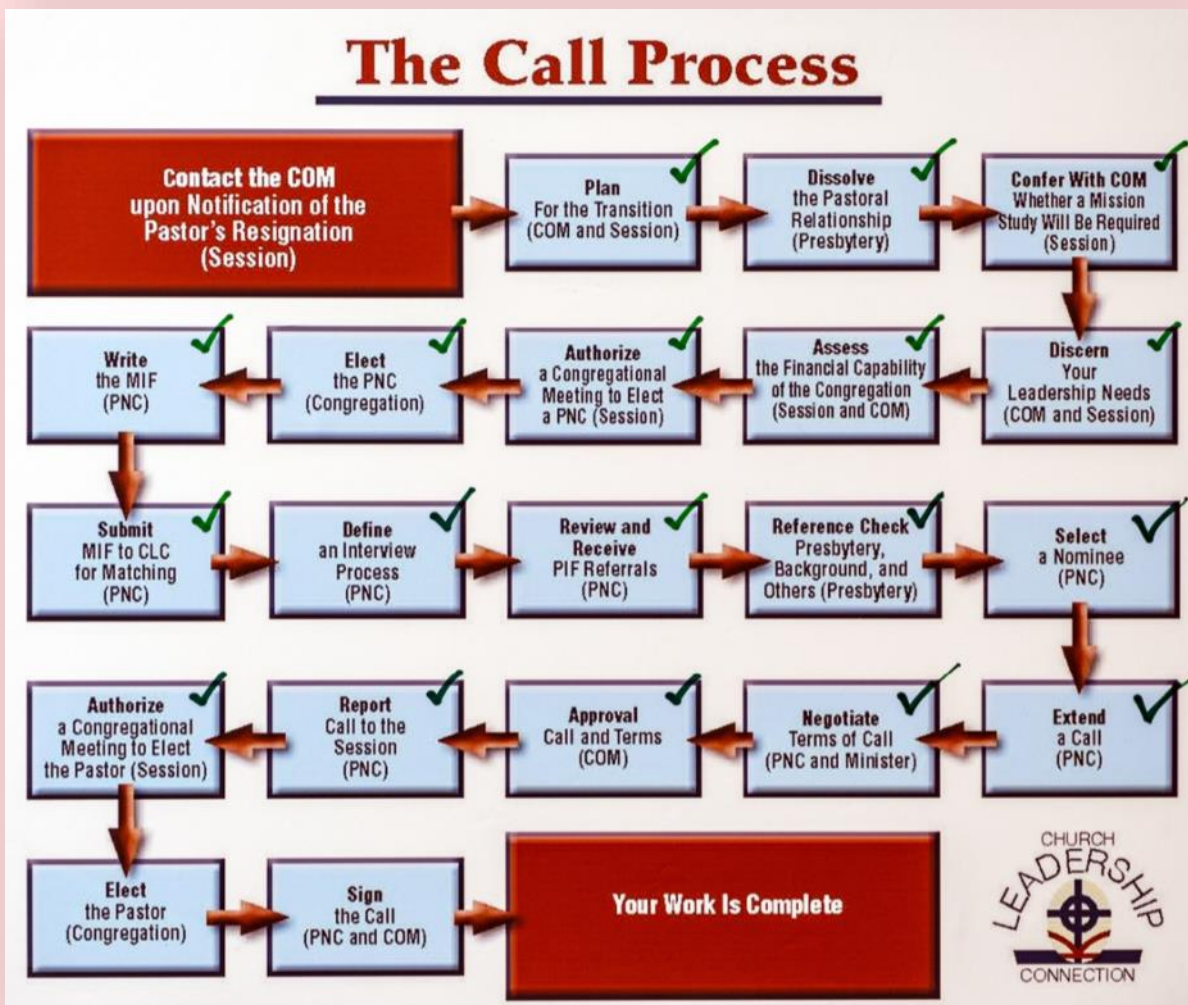 The Call Process
Contact the COM
upon Notification of the
Pastor's Resignation
(Session)
Plan
For the Transition
(COM and Session)
Dissolve
the Pastoral
Relationship
(Presbytery)
Confer With COM
Whether a Mission
Study Will Be Required
(Session)
Discern
Your
Leadership Needs
(COM and Session)
Assess
the Financial Capability
of the Congregation
(Session and COM)
Authorize
a Congregational
Meeting to Elect
a PNC (Session)
Elect
the PNC
(Congregation)
Write
the MIF
(PNC)
Submit
MIF to CLC
for Matching
(PNC)
Define
an Interview
Process
(PNC)
Review and
Receive
PIF Referrals
(PNC)
Reference Check
Presbytery,
Background, and
Others (Presbytery)
Select
a Nominee
(PNC)
Extend
a Call
(PNC)
Negotiate
Terms of Call
(PNC and Minister)
Approval
Call and Terms
(COM)
Report
Call to the
Session
(PNC)
Authorize
a Congregational
Meeting to Elect
the Pastor (Session)
Elect
the Pastor
(Congregation)
Sign
the Call
(PNC and COM)
Your Work Is Complete
CHURCH
LEADERSHIP
CONNECTION